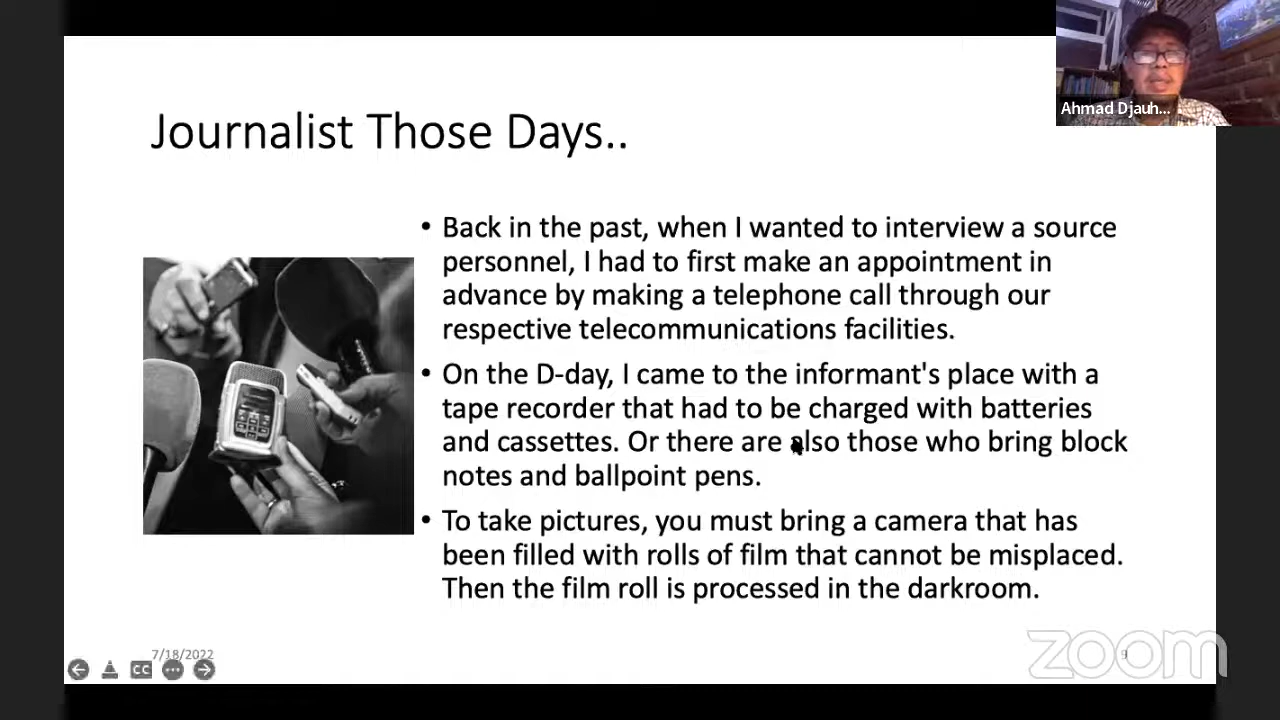 Ahmad Djauh...
Journalist Those Days..
• Back in the past, when I wanted to interview a source
personnel, I had to first make an appointment in
advance by making a telephone call through our
respective telecommunications facilities.
• On the D-day, I came to the informant's place with a
tape recorder that had to be charged with batteries
and cassettes. Or there are also those who bring block
notes and ballpoint pens.
• To take pictures, you must bring a camera that has
been filled with rolls of film that cannot be misplaced.
Then the film roll is processed in the darkroom.
7/18/2022
9
CC
zoom